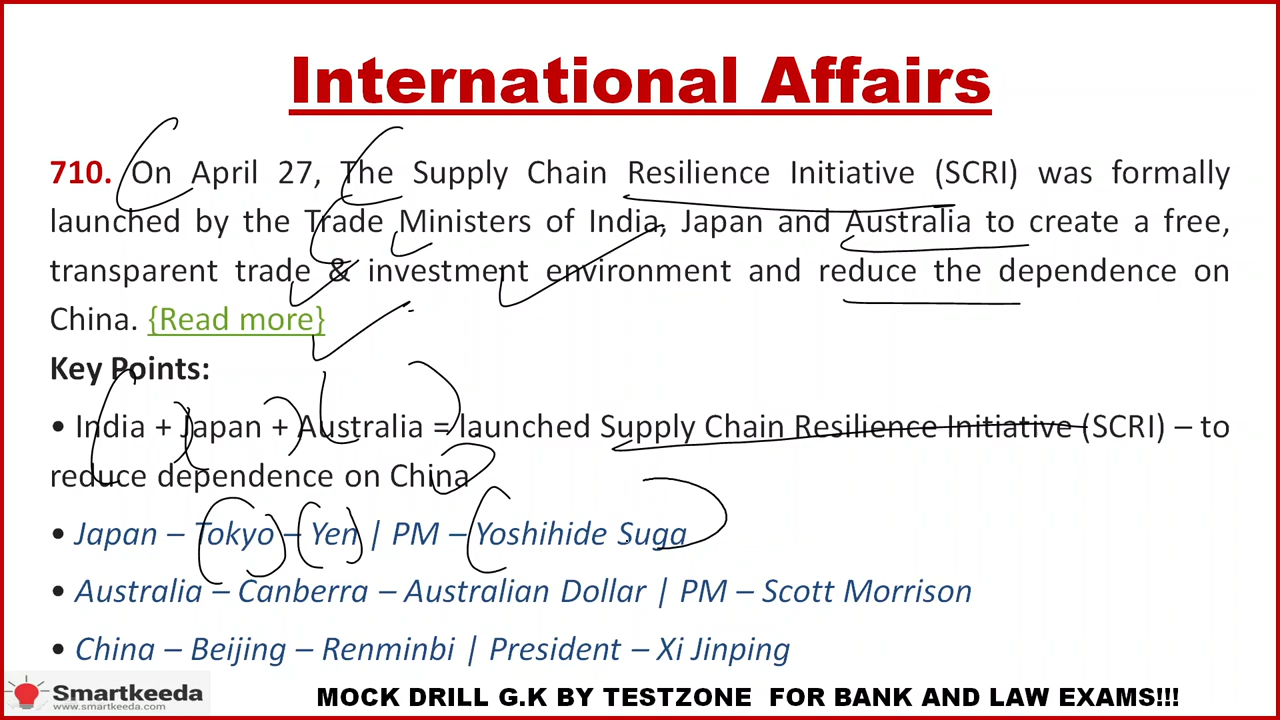 International Affairs
710. On April 27, The Supply Chain Resilience Initiative (SCRI) was formally
launched by the Trade Ministers of India, Japan and Australia to create a free,
transparent trade & investment environment and reduce the dependence on
China. {Read more}
Key Points:
• India + Japan + Australia = launched Supply Chain Resilience Initiative (SCRI) – to
reduce dependence on China
• Japan – Tokyo – Yen | PM – Yoshihide Suga
• Australia – Canberra – Australian Dollar | PM – Scott Morrison
• China – Beijing – Renminbi | President – Xi Jinping
Smartkeeda
www.smartkeeda.com
MOCK DRILL G.K BY TESTZONE FOR BANK AND LAW EXAMS!!!